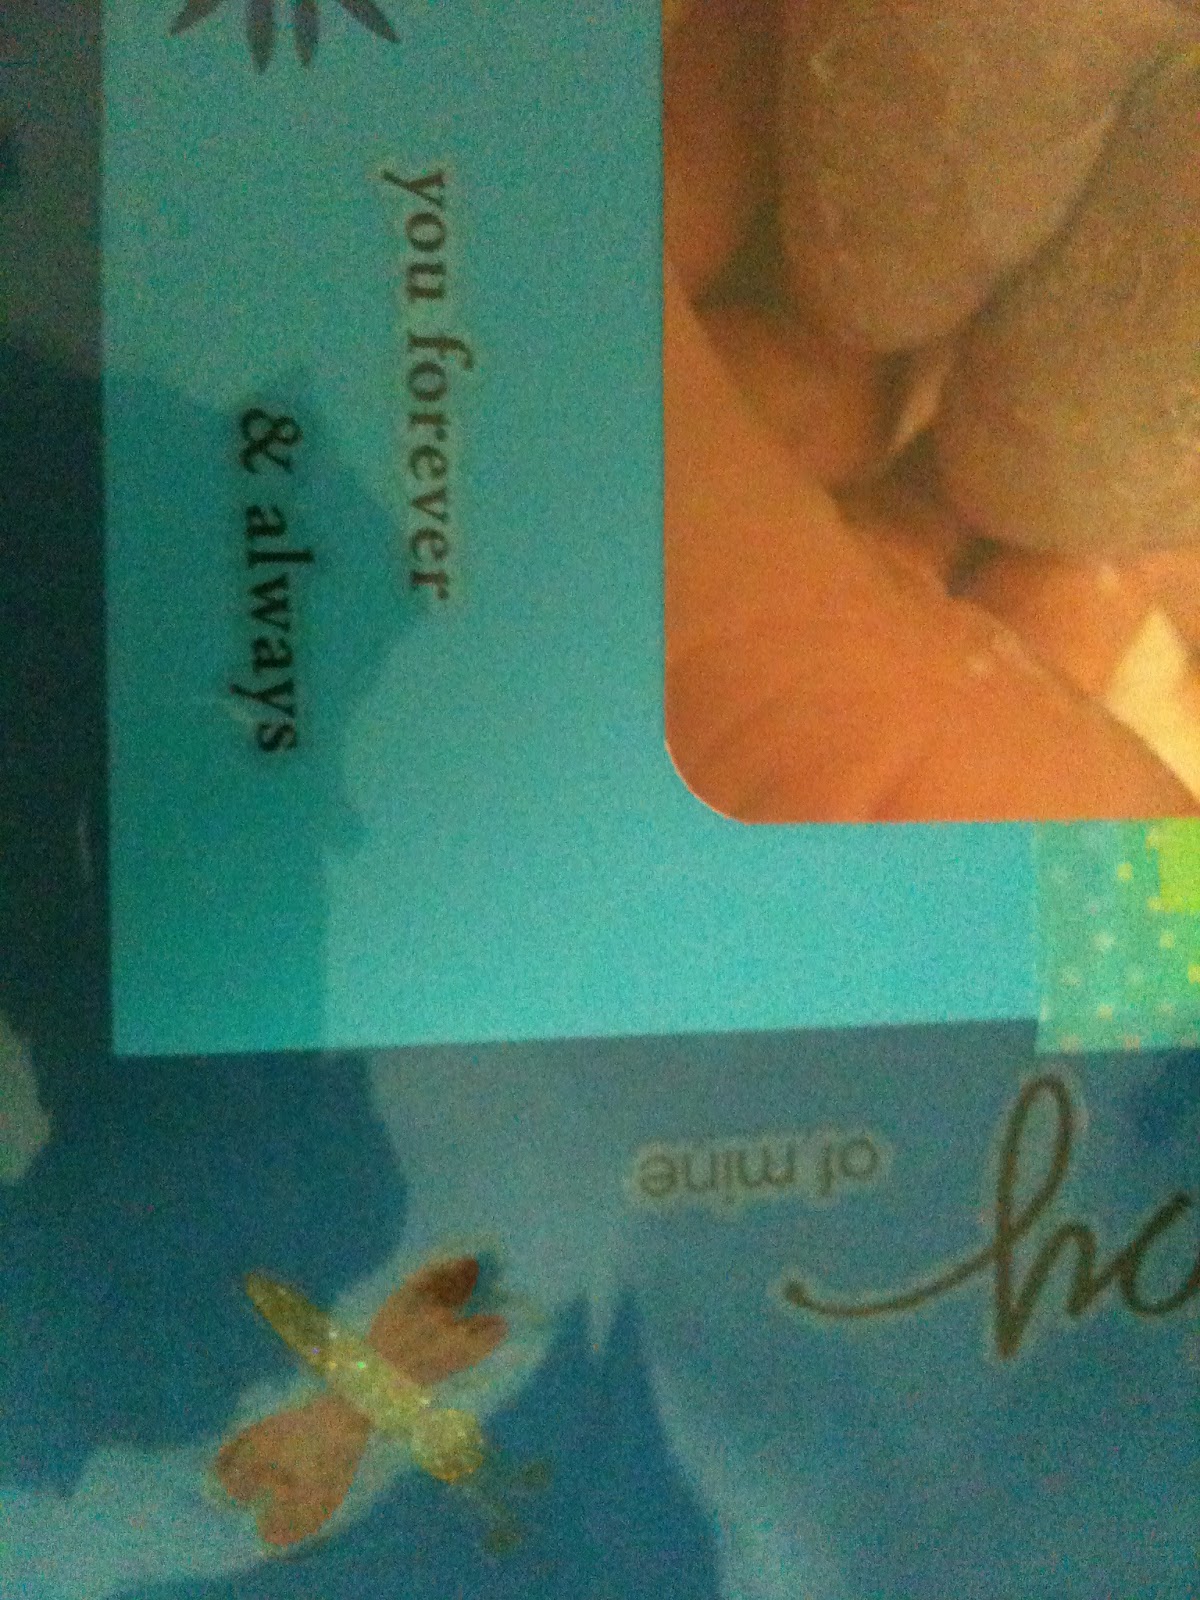 you forever
& always
of mine